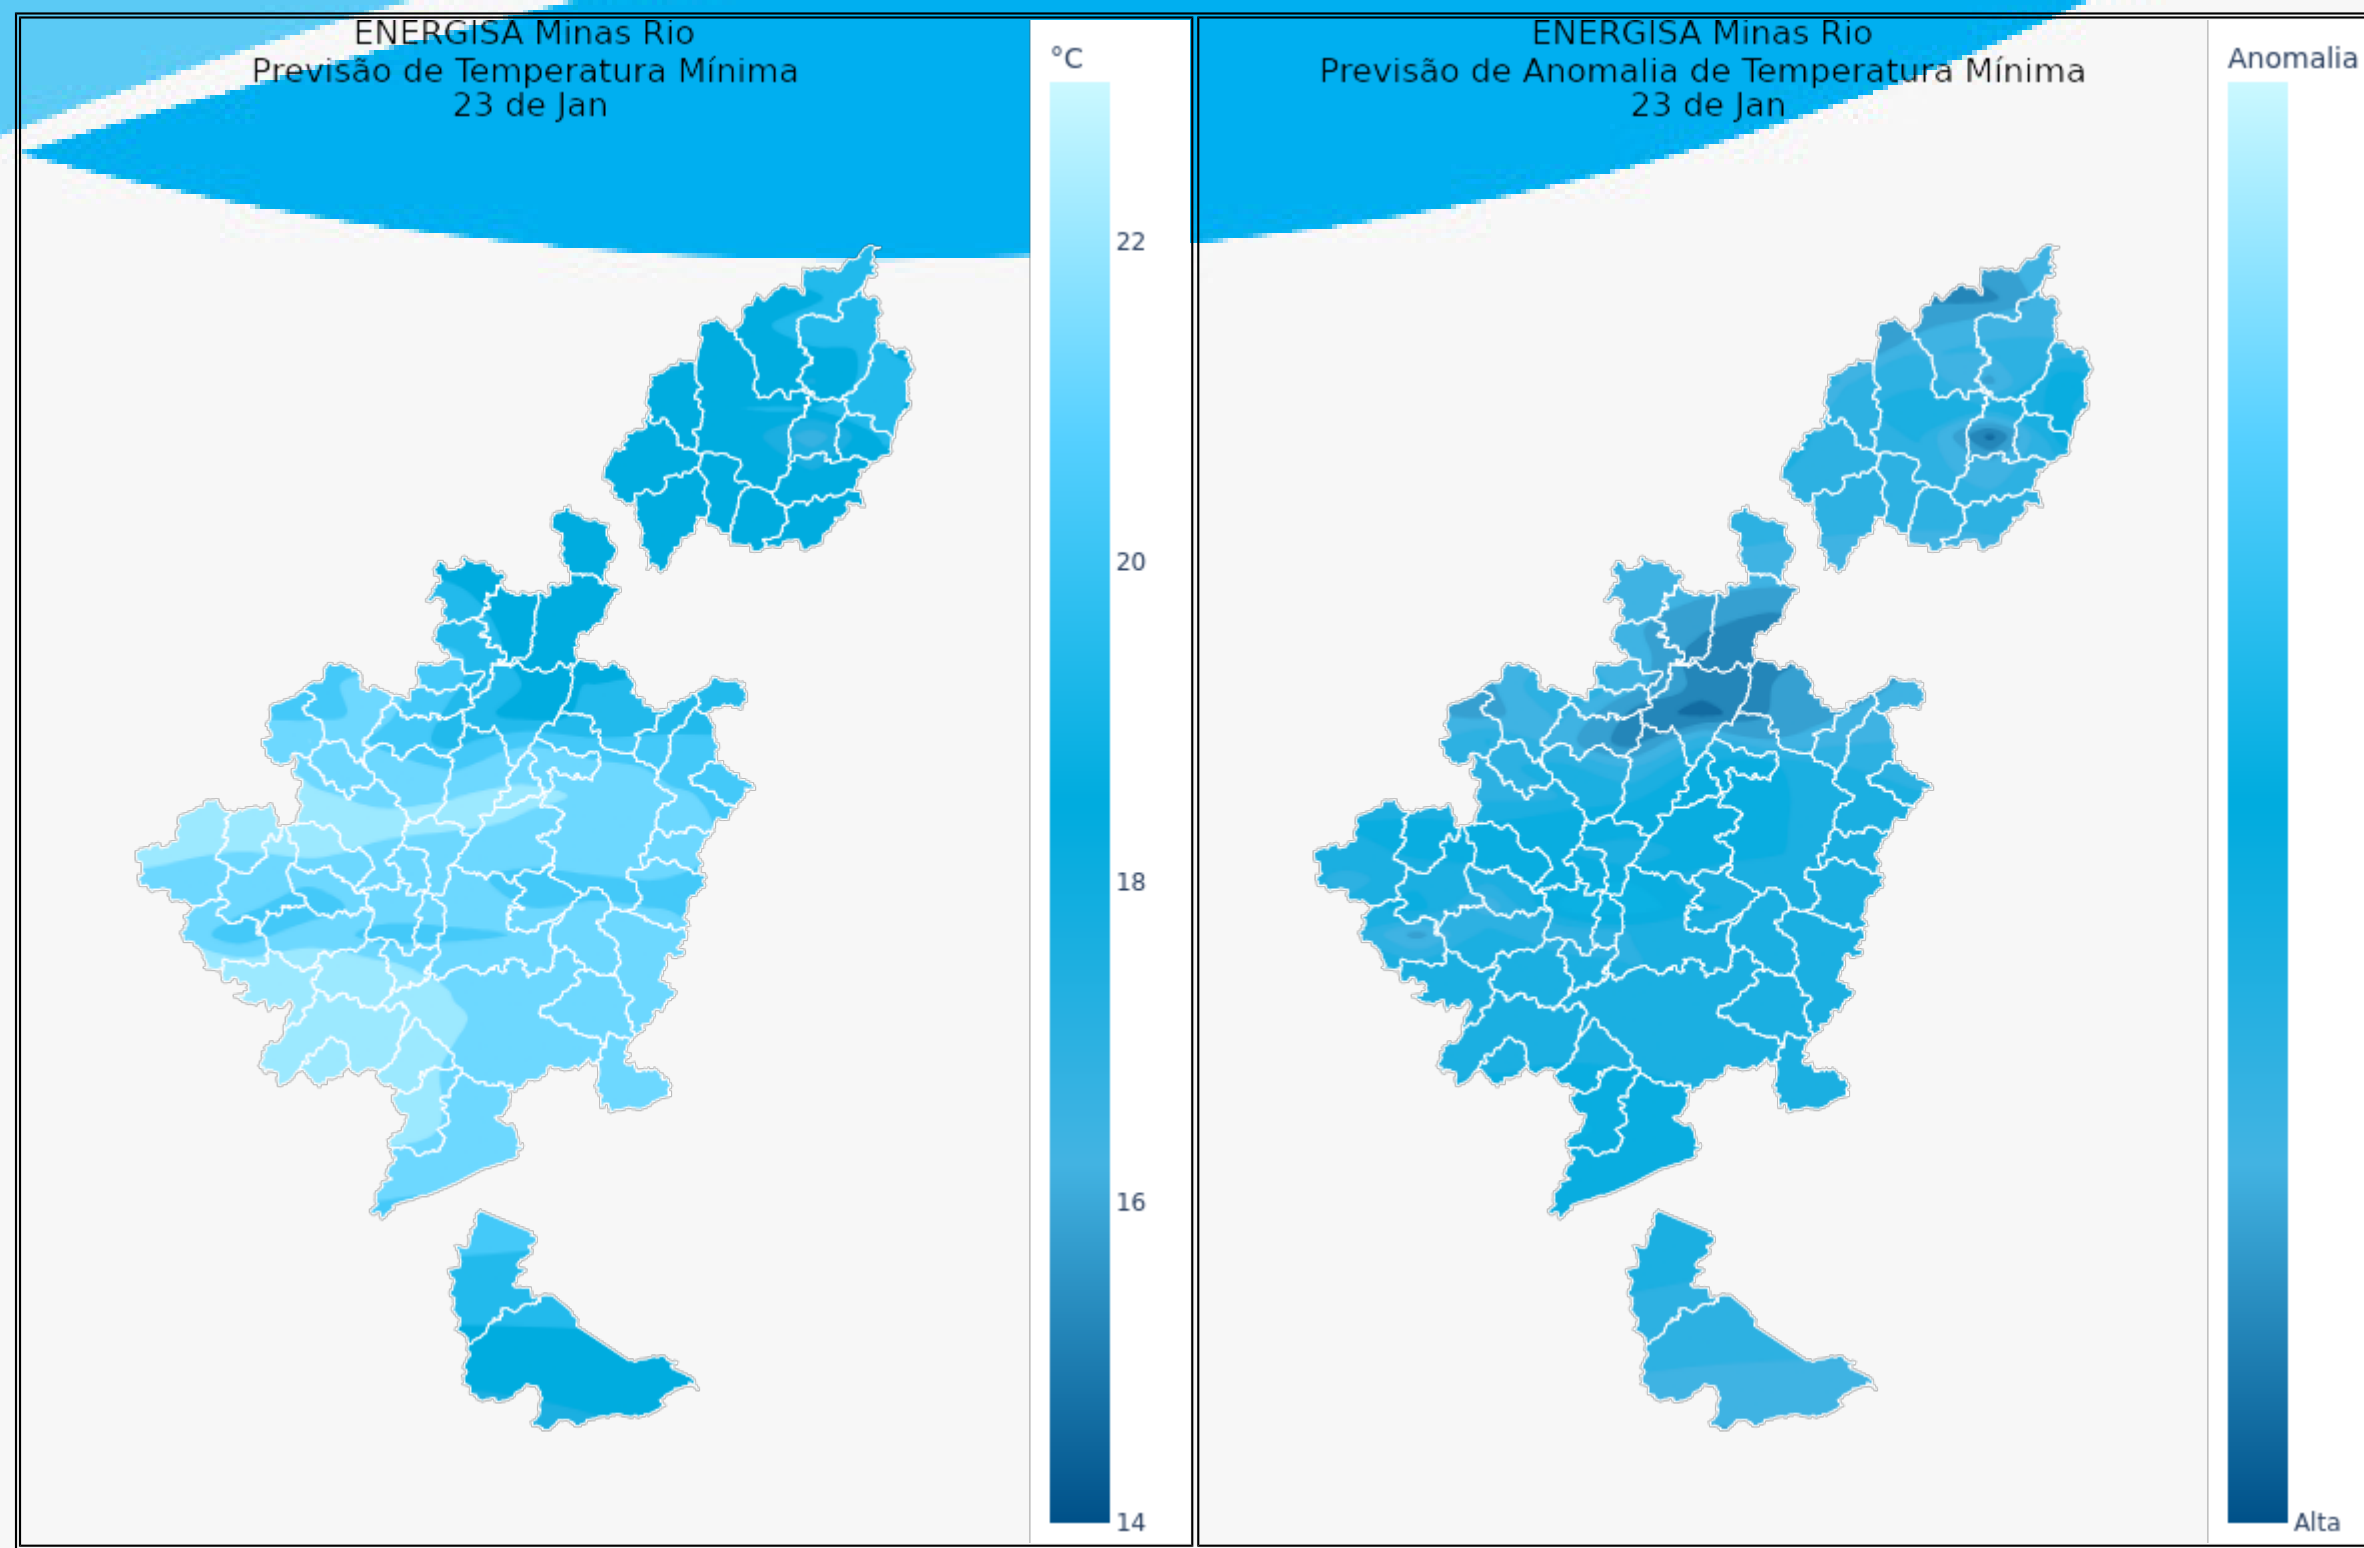 ENERGISA Minas Rio
Previsão de Temperatura Mínima
23 de Jan
°C
22
20
18
16
14
ENERGISA Minas Rio
Previsão de Anomalia de Temperatura Mínima
23 de Jan
Anomalia
Alta